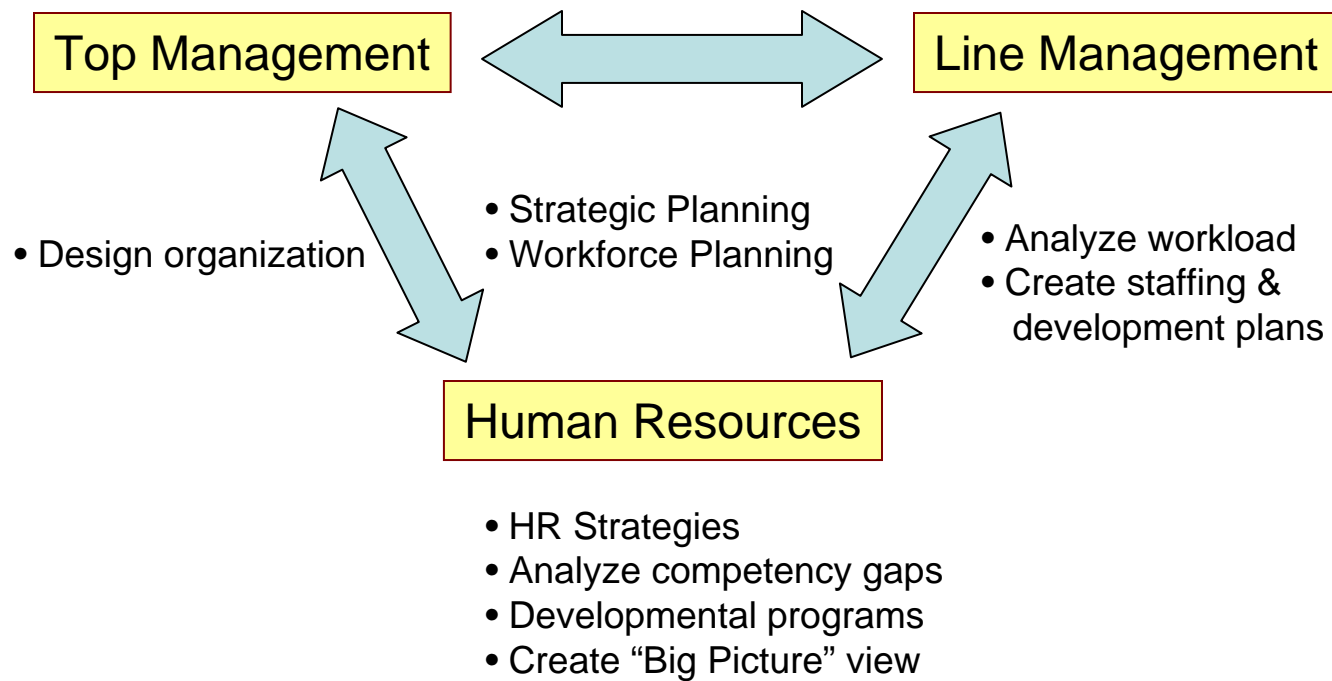 Top Management
Line Management
• Design organization
• Strategic Planning
• Workforce Planning
• Analyze workload
• Create staffing &
development plans
Human Resources
• HR Strategies
• Analyze competency gaps
• Developmental programs
• Create “Big Picture” view